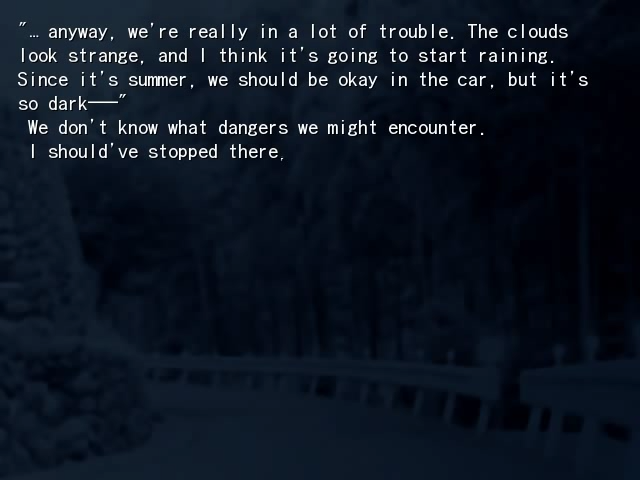 "… anyway, we're really in a lot of trouble. The clouds
look strange, and I think it's going to start raining.
Since it's summer, we should be okay in the car, but it's
so dark――"
We don't know what dangers we might encounter.
I should've stopped there,